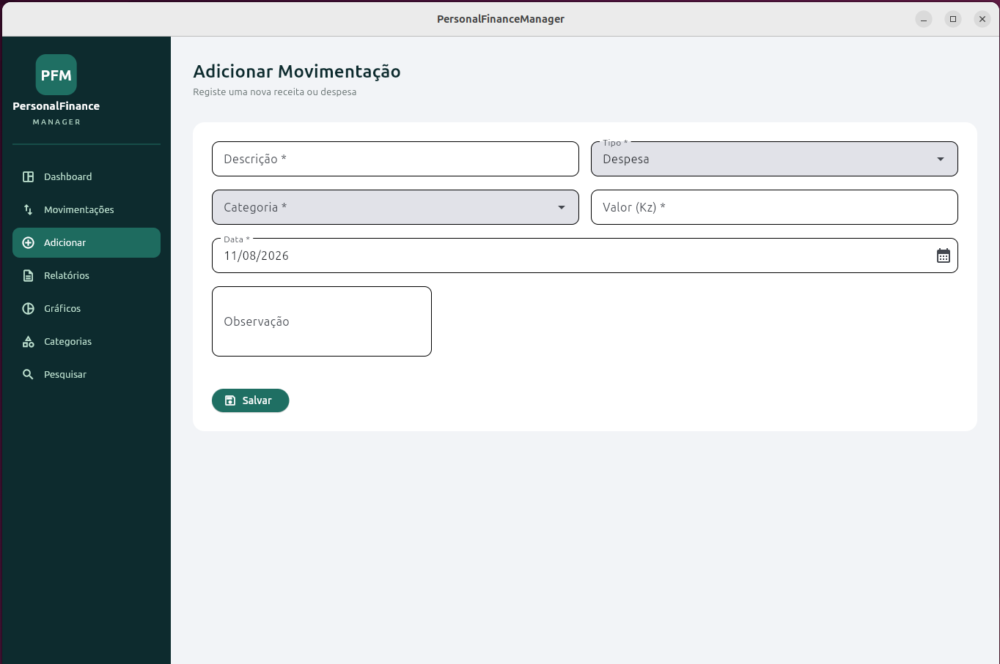 PersonalFinanceManager
PFM
PersonalFinance
MANAGER
Dashboard
Movimentações
Adicionar
Relatórios
Gráficos
Categorias
Pesquisar
Adicionar Movimentação
Registe uma nova receita ou despesa
Descrição *
Tipo *
Despesa
Categoria *
Valor (Kz) *
Data *
11/08/2026
Observação
Salvar